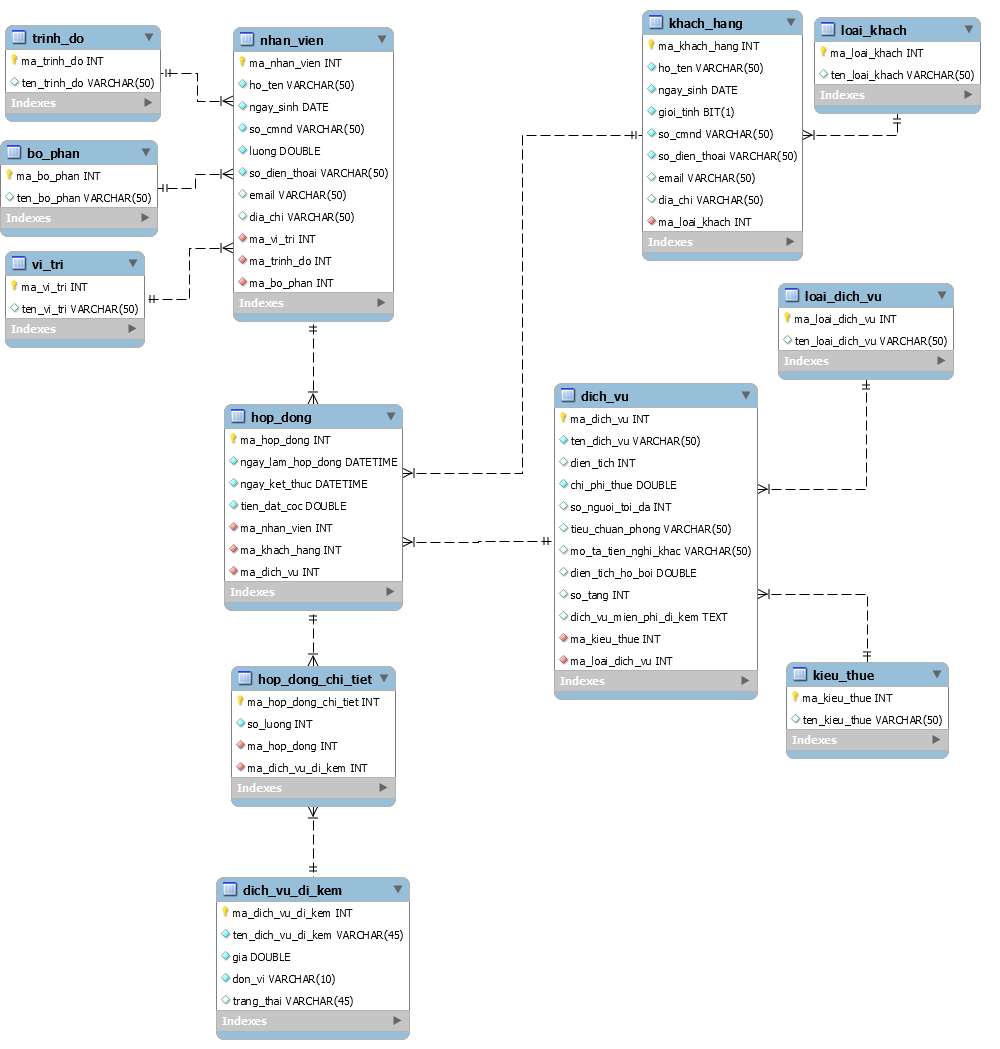 trinh_do
ma_trinh_do INT
ten_trinh_do VARCHAR(50)
Indexes
bo_phan
ma_bo_phan INT
ten_bo_phan VARCHAR(50)
Indexes
vi_tri
ma_vi_tri INT
ten_vi_tri VARCHAR(50)
Indexes
nhan_vien
ma_nhan_vien INT
ho_ten VARCHAR(50)
ngay_sinh DATE
so_cmnd VARCHAR(50)
luong DOUBLE
so_dien_thoai VARCHAR(50)
email VARCHAR(50)
dia_chi VARCHAR(50)
ma_vi_tri INT
ma_trinh_do INT
ma_bo_phan INT
Indexes
khach_hang
ma_khach_hang INT
ho_ten VARCHAR(50)
ngay_sinh DATE
gioi_tinh BIT(1)
so_cmnd VARCHAR(50)
so_dien_thoai VARCHAR(50)
email VARCHAR(50)
dia_chi VARCHAR(50)
ma_loai_khach INT
Indexes
loai_khach
ma_loai_khach INT
ten_loai_khach VARCHAR(50)
Indexes
loai_dich_vu
ma_loai_dich_vu INT
ten_loai_dich_vu VARCHAR(50)
Indexes
hop_dong
ma_hop_dong INT
ngay_lam_hop_dong DATETIME
ngay_ket_thuc DATETIME
tien_dat_coc DOUBLE
ma_nhan_vien INT
ma_khach_hang INT
ma_dich_vu INT
Indexes
dich_vu
ma_dich_vu INT
ten_dich_vu VARCHAR(50)
dien_tich INT
chi_phi_thue DOUBLE
so_nguoi_toi_da INT
tieu_chuan_phong VARCHAR(50)
mo_ta_tien_nghi_khac VARCHAR(50)
dien_tich_ho_boi DOUBLE
so_tang INT
dich_vu_mien_phi_di_kem TEXT
ma_kieu_thue INT
ma_loai_dich_vu INT
Indexes
kieu_thue
ma_kieu_thue INT
ten_kieu_thue VARCHAR(50)
Indexes
hop_dong_chi_tiet
ma_hop_dong_chi_tiet INT
so_luong INT
ma_hop_dong INT
ma_dich_vu_di_kem INT
Indexes
dich_vu_di_kem
ma_dich_vu_di_kem INT
ten_dich_vu_di_kem VARCHAR(45)
gia DOUBLE
don_vi VARCHAR(10)
trang_thai VARCHAR(45)
Indexes